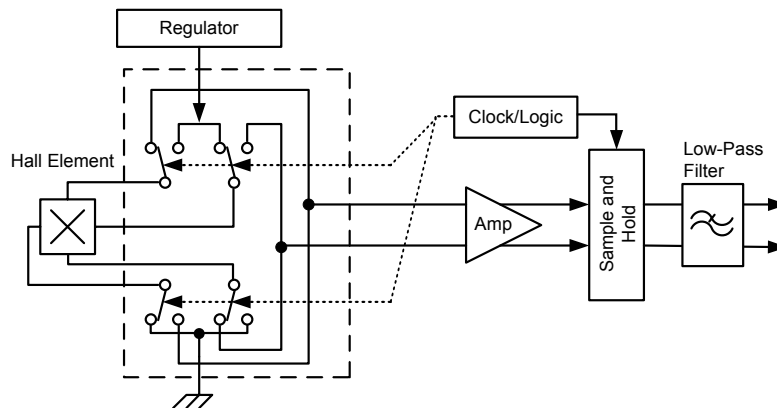 Regulator
Clock/Logic
Hall Element
Low-Pass
Filter
Amp
Sample and
Hold